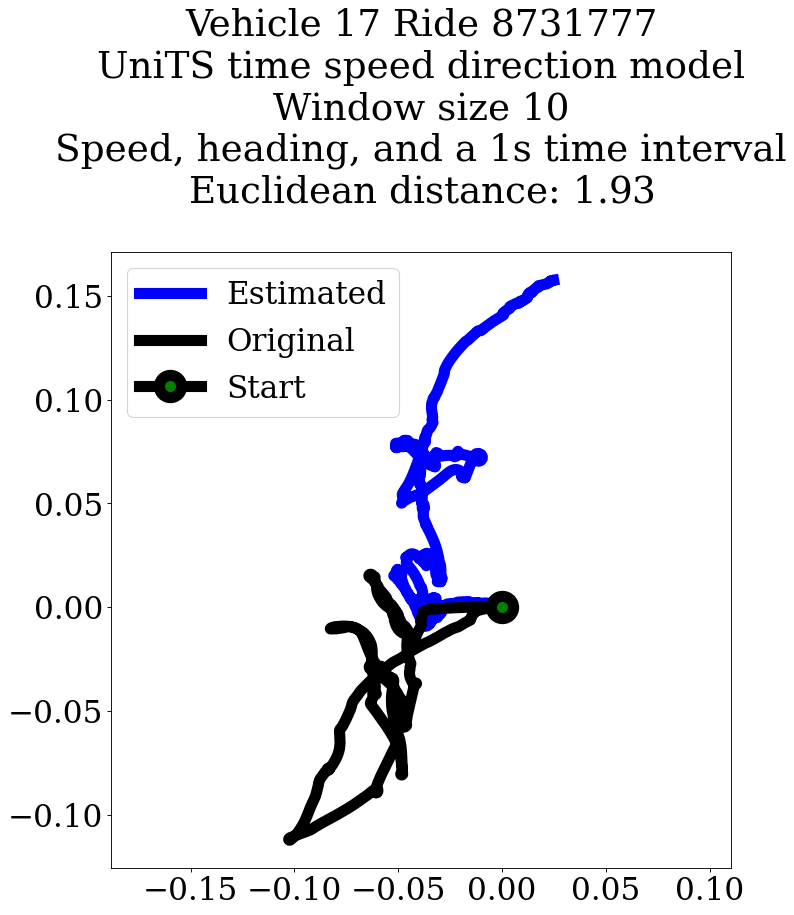 Vehicle 17 Ride 8731777
UniTS time speed direction model
Window size 10
Speed, heading, and a 1s time interval
Euclidean distance: 1.93
Estimated
Original
Start
0.15
0.10
0.05
0.00
−0.05
−0.10
−0.15 −0.10 −0.05 0.00 0.05 0.10